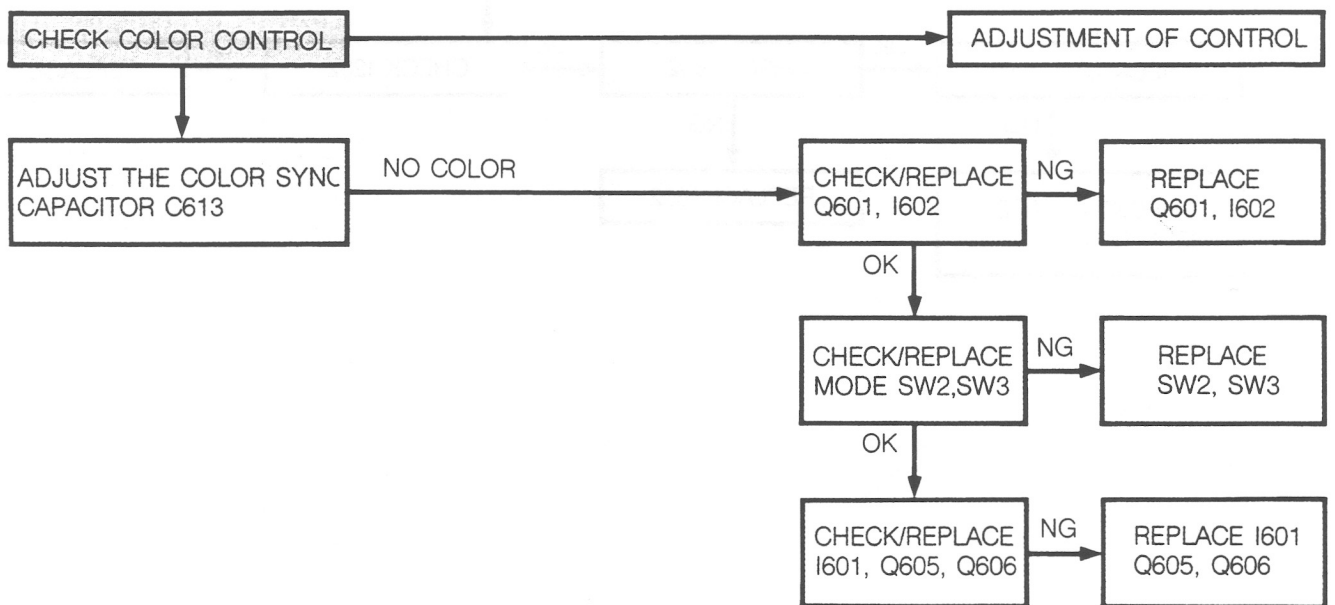 CHECK COLOR CONTROL
ADJUSTMENT OF CONTROL
ADJUST THE COLOR SYNC
CAPACITOR C613
NO COLOR
CHECK/REPLACE
Q601, I602
NG
REPLACE
Q601, I602
OK
CHECK/REPLACE
MODE SW2,SW3
NG
REPLACE
SW2, SW3
OK
CHECK/REPLACE
I601, Q605, Q606
NG
REPLACE I601
Q605, Q606